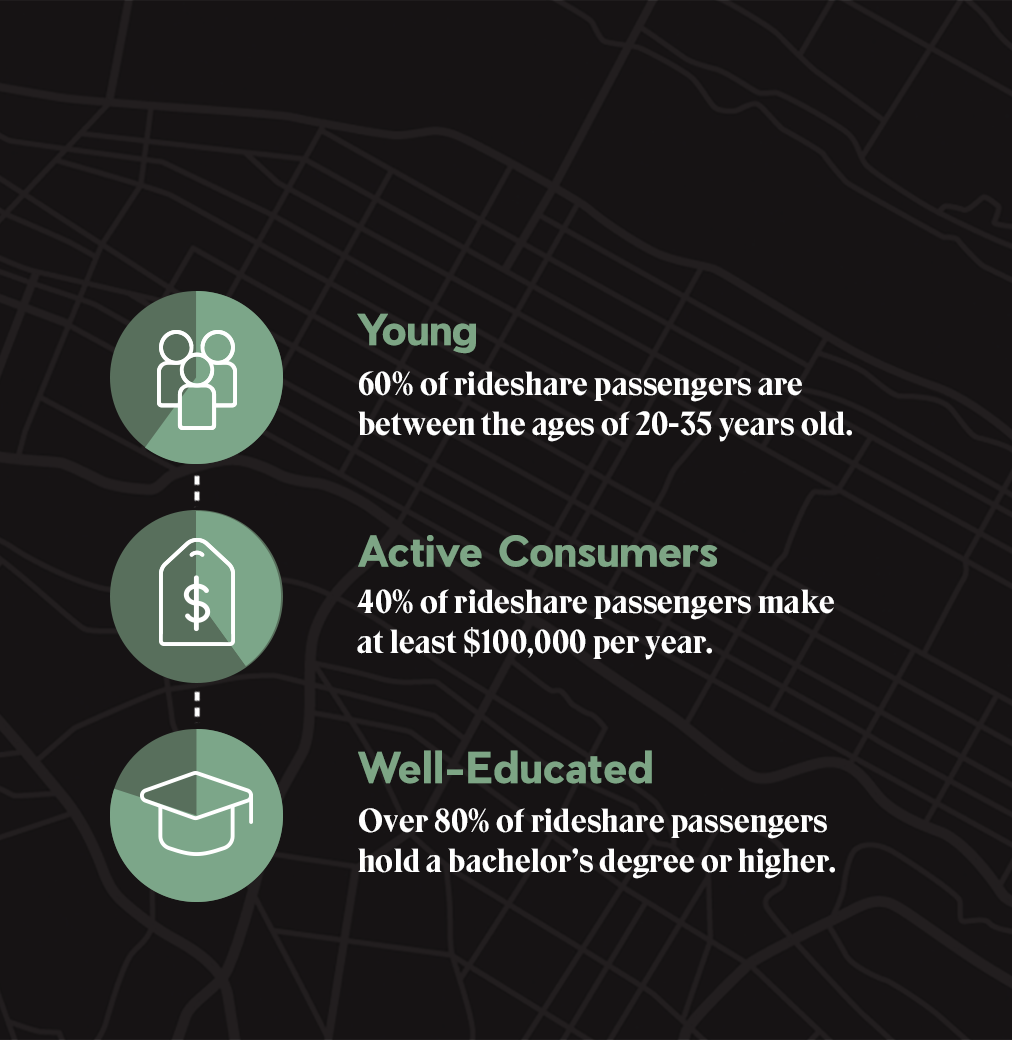 Young
60% of rideshare passengers are
between the ages of 20-35 years old.
$
Active Consumers
40% of rideshare passengers make
at least $100,000 per year.
Well-Educated
Over 80% of rideshare passengers
hold a bachelor’s degree or higher.